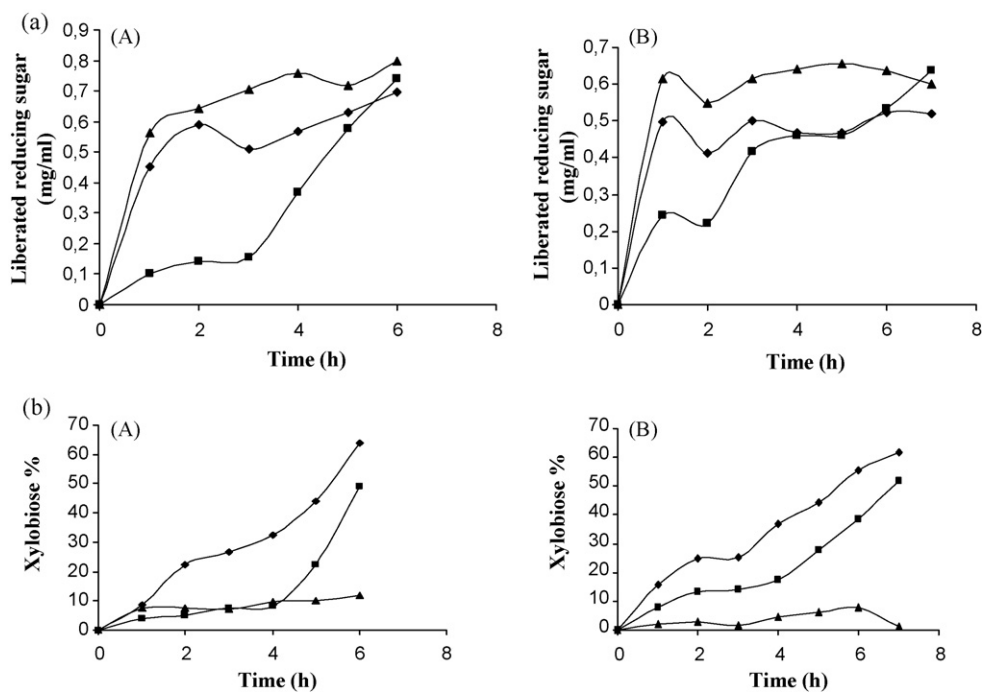 (a)
(A)
Liberated reducing sugar
(mg/ml)
0,9
0,8
0,7
0,6
0,5
0,4
0,3
0,2
0,1
0
0 2 4 6 8
Time (h)
(B)
Liberated reducing sugar
(mg/ml)
0,7
0,6
0,5
0,4
0,3
0,2
0,1
0
0 2 4 6 8
Time (h)
(b)
(A)
Xylobiose %
70
60
50
40
30
20
10
0
0 2 4 6 8
Time (h)
(B)
Xylobiose %
70
60
50
40
30
20
10
0
0 2 4 6 8
Time (h)